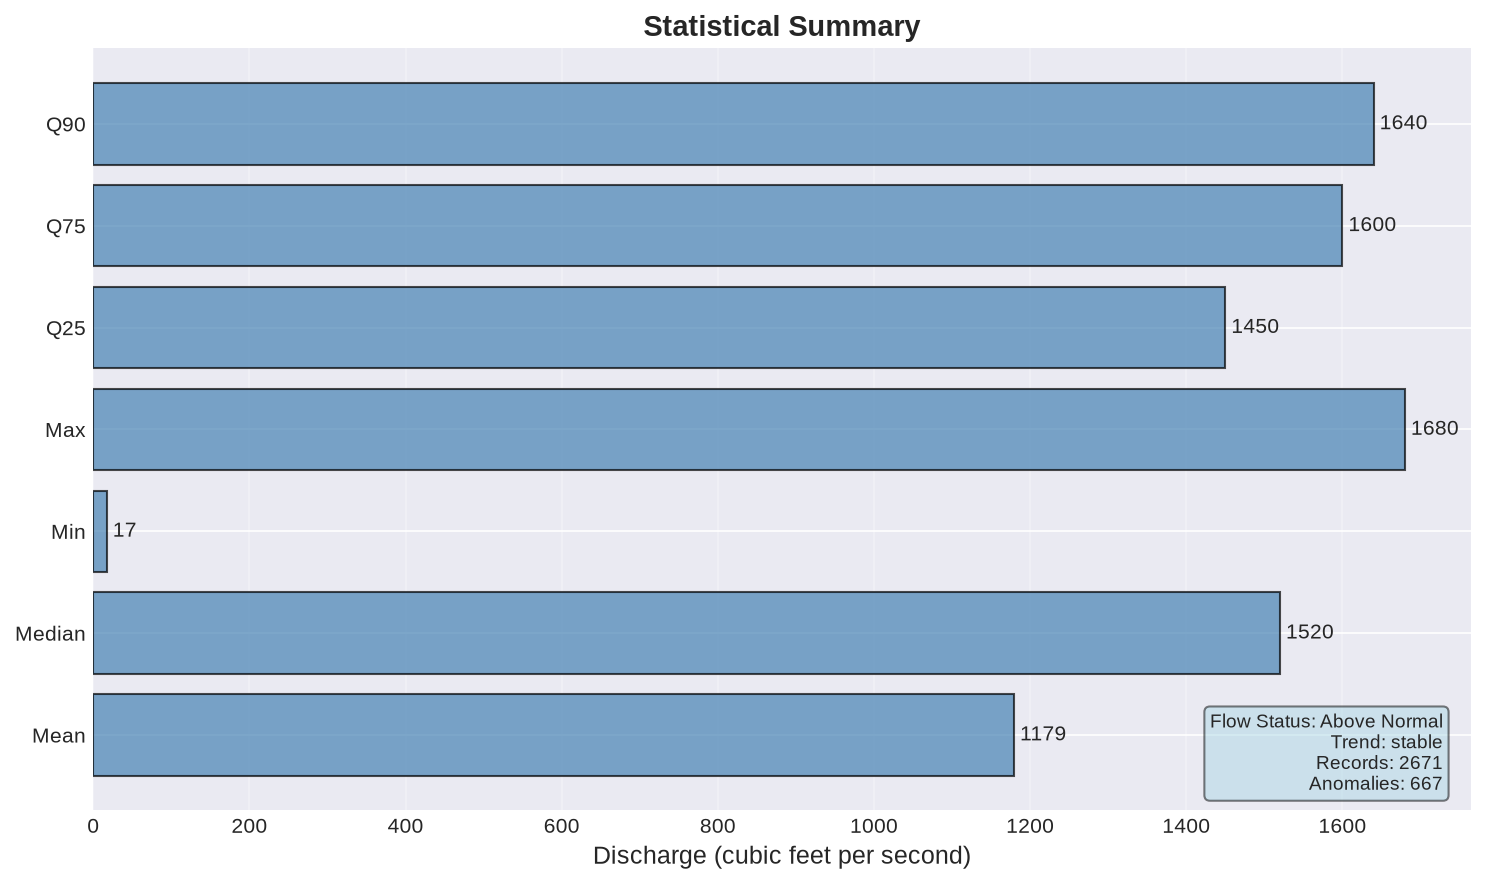 Statistical Summary
Q90
1640
Q75
1600
Q25
1450
Max
1680
Min
17
Median
1520
Mean
1179
Flow Status: Above Normal
Trend: stable
Records: 2671
Anomalies: 667
0 200 400 600 800 1000 1200 1400 1600
Discharge (cubic feet per second)